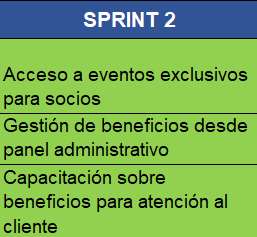 SPRINT 2
Acceso a eventos exclusivos
para socios
Gestión de beneficios desde
panel administrativo
Capacitación sobre
beneficios para atención al
cliente